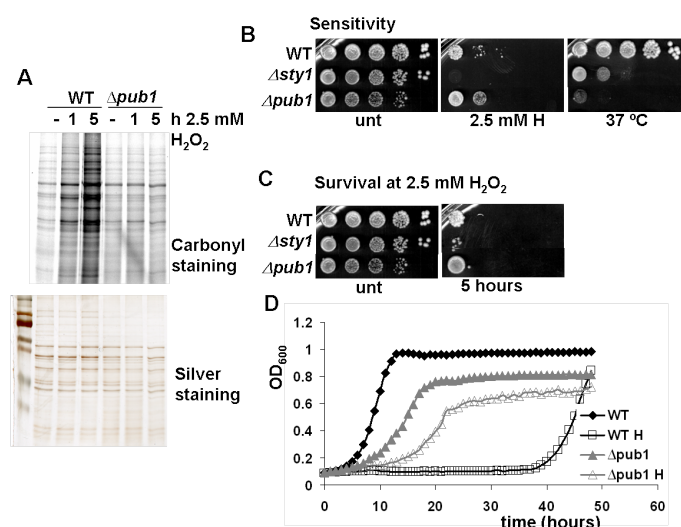 A
WT Δpub1
- 1 5 - 1 5 h 2.5 mM
H₂O₂
Carbonyl
staining
Silver
staining
B
Sensitivity
WT
Δsty1
Δpub1
unt 2.5 mM H 37 ºC
C
Survival at 2.5 mM H₂O₂
WT
Δsty1
Δpub1
unt 5 hours
D
OD₆₀₀
1.2
1
0.8
0.6
0.4
0.2
0
0 10 20 30 40 50 60
time (hours)
WT
WT H
Δpub1
Δpub1 H